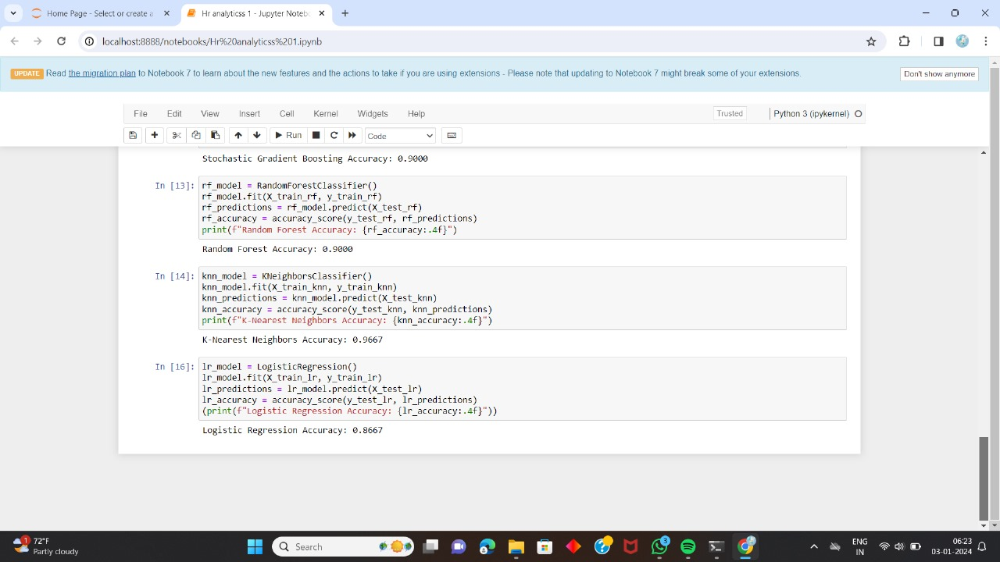 Home Page - Select or create a
Hr analyticss 1 - Jupyter Noteb
localhost:8888/notebooks/Hr%20analyticss%201.ipynb
UPDATE Read the migration plan to Notebook 7 to learn about the new features and the actions to take if you are using extensions - Please note that updating to Notebook 7 might break some of your extensions. Don't show anymore
File Edit View Insert Cell Kernel Widgets Help Trusted Python 3 (ipykernel)
Run Code
Stochastic Gradient Boosting Accuracy: 0.9000
In [13]: rf_model = RandomForestClassifier()
rf_model.fit(X_train_rf, y_train_rf)
rf_predictions = rf_model.predict(X_test_rf)
rf_accuracy = accuracy_score(y_test_rf, rf_predictions)
print(f"Random Forest Accuracy: {rf_accuracy:.4f}")
Random Forest Accuracy: 0.9000
In [14]: knn_model = KNeighborsClassifier()
knn_model.fit(X_train_knn, y_train_knn)
knn_predictions = knn_model.predict(X_test_knn)
knn_accuracy = accuracy_score(y_test_knn, knn_predictions)
print(f"K-Nearest Neighbors Accuracy: {knn_accuracy:.4f}")
K-Nearest Neighbors Accuracy: 0.9667
In [16]: lr_model = LogisticRegression()
lr_model.fit(X_train_lr, y_train_lr)
lr_predictions = lr_model.predict(X_test_lr)
lr_accuracy = accuracy_score(y_test_lr, lr_predictions)
(print(f"Logistic Regression Accuracy: {lr_accuracy:.4f}"))
Logistic Regression Accuracy: 0.8667
1
72°F
Partly cloudy
Search
3
ENG
IN
06:23
03-01-2024